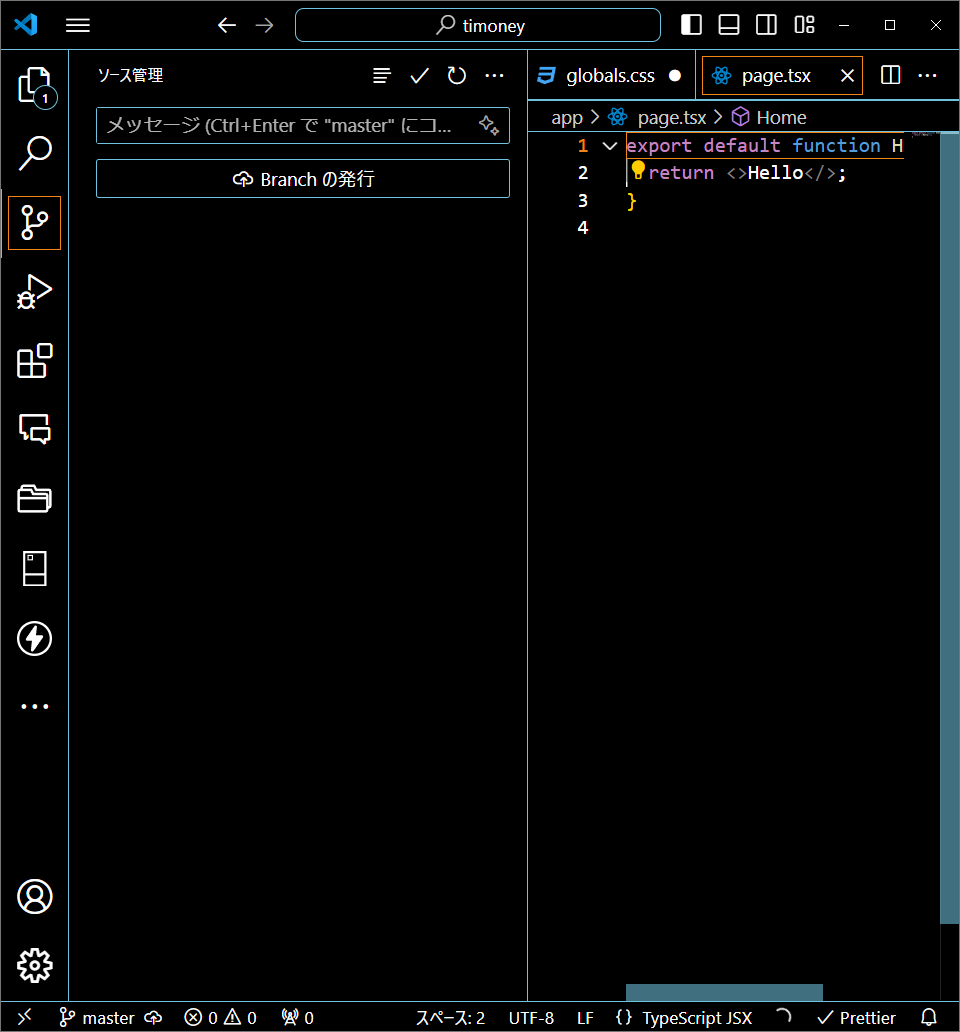 timoney
ソース管理
メッセージ (Ctrl+Enter で "master" にコ...
Branch の発行
1
globals.css
page.tsx
app > page.tsx > Home
1 export default function H
2 return <>Hello</>;
3 }
4
master
0 0
0
スペース: 2
UTF-8
LF
{} TypeScript JSX
Prettier